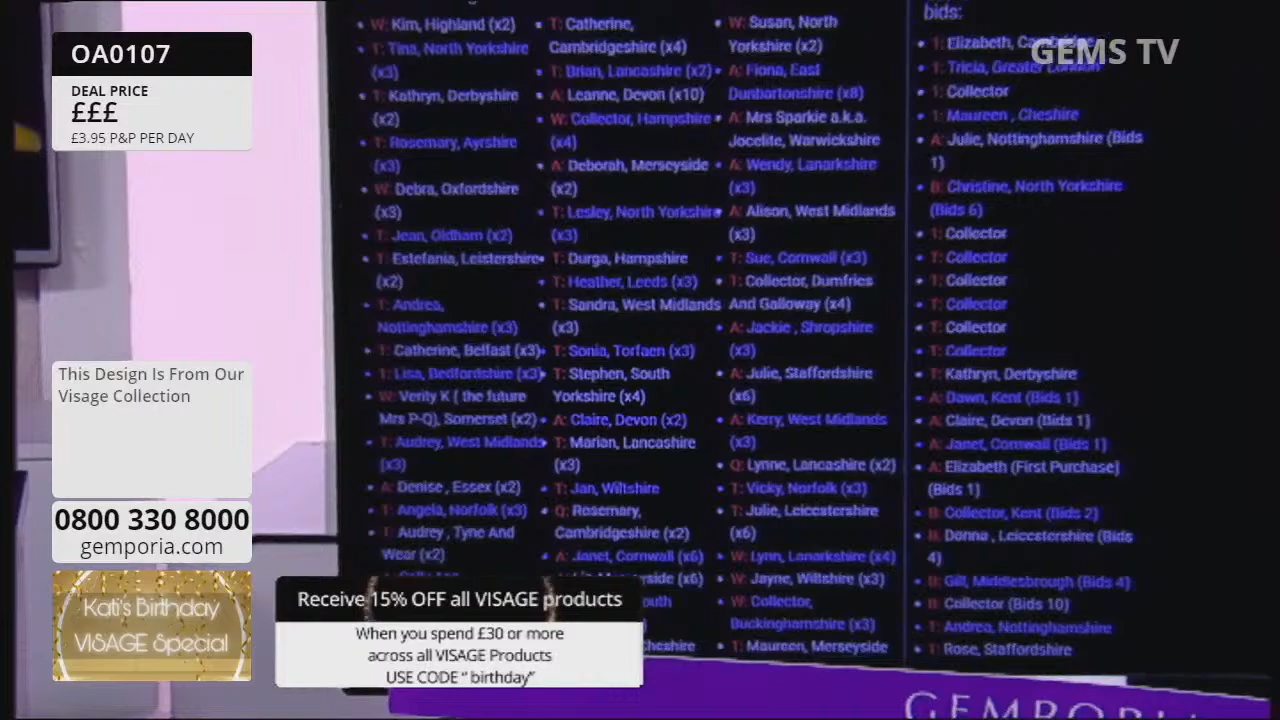 OA0107
DEAL PRICE
£££
£3.95 P&P PER DAY
This Design Is From Our
Visage Collection
0800 330 8000
gemporia.com
Kati's Birthday
VISAGE Special
Receive 15% OFF all VISAGE products
When you spend £30 or more
across all VISAGE Products
USE CODE “ birthday”
GEMS TV
W: Kim, Highland (x2)
T: Tina, North Yorkshire
(x3)
T: Kathryn, Derbyshire
(x2)
T: Rosemary, Ayrshire
(x3)
W: Debra, Oxfordshire
(x3)
T: Jean, Oldham (x2)
T: Estefania, Leistershire
(x2)
T: Andrea,
Nottinghamshire (x3)
T: Catherine, Belfast (x3)
T: Lisa, Bedfordshire (x3)
W: Verity K ( the future
Mrs P-Q), Somerset (x2)
T: Audrey, West Midlands
(x3)
A: Denise , Essex (x2)
T: Angela, Norfolk (x3)
T: Audrey , Tyne And
Wear (x2)
T: Catherine,
Cambridgeshire (x4)
T: Brian, Lancashire (x2)
A: Leanne, Devon (x10)
W: Collector, Hampshire
(x4)
A: Deborah, Merseyside
(x2)
T: Lesley, North Yorkshire
(x3)
T: Durga, Hampshire
T: Heather, Leeds (x3)
T: Sandra, West Midlands
(x3)
T: Sonia, Torfaen (x3)
T: Stephen, South
Yorkshire (x4)
A: Claire, Devon (x2)
T: Marian, Lancashire
(x3)
T: Jan, Wiltshire
Q: Rosemary,
Cambridgeshire (x2)
A: Janet, Cornwall (x6)
(x6)
W: Susan, North
Yorkshire (x2)
A: Fiona, East
Dunbartonshire (x8)
A: Mrs Sparkie a.k.a.
Jocelite, Warwickshire
A: Wendy, Lanarkshire
(x3)
A: Alison, West Midlands
(x3)
T: Sue, Cornwall (x3)
T: Collector, Dumfries
And Galloway (x4)
A: Jackie , Shropshire
(x3)
A: Julie, Staffordshire
(x6)
A: Kerry, West Midlands
(x3)
Q: Lynne, Lancashire (x2)
T: Vicky, Norfolk (x3)
T: Julie, Leicestershire
(x6)
W: Lynn, Lanarkshire (x4)
W: Jayne, Wiltshire (x3)
W: Collector,
Buckinghamshire (x3)
T: Maureen, Merseyside
bids:
T: Elizabeth,
T: Tricia, Greater London
1: Collector
1: Maureen , Cheshire
A: Julie, Nottinghamshire (Bids
1)
B: Christine, North Yorkshire
(Bids 6)
1: Collector
T: Collector
T: Collector
T: Collector
T: Collector
T: Collector
T: Kathryn, Derbyshire
A: Dawn, Kent (Bids 1)
A: Claire, Devon (Bids 1)
A: Janet, Cornwall (Bids 1)
A: Elizabeth (First Purchase)
(Bids 1)
B: Collector, Kent (Bids 2)
B: Donna , Leicestershire (Bids
4)
B: Gill, Middlesbrough (Bids 4)
B: Collector (Bids 10)
T: Andrea, Nottinghamshire
T: Rose, Staffordshire
GEMPORIA